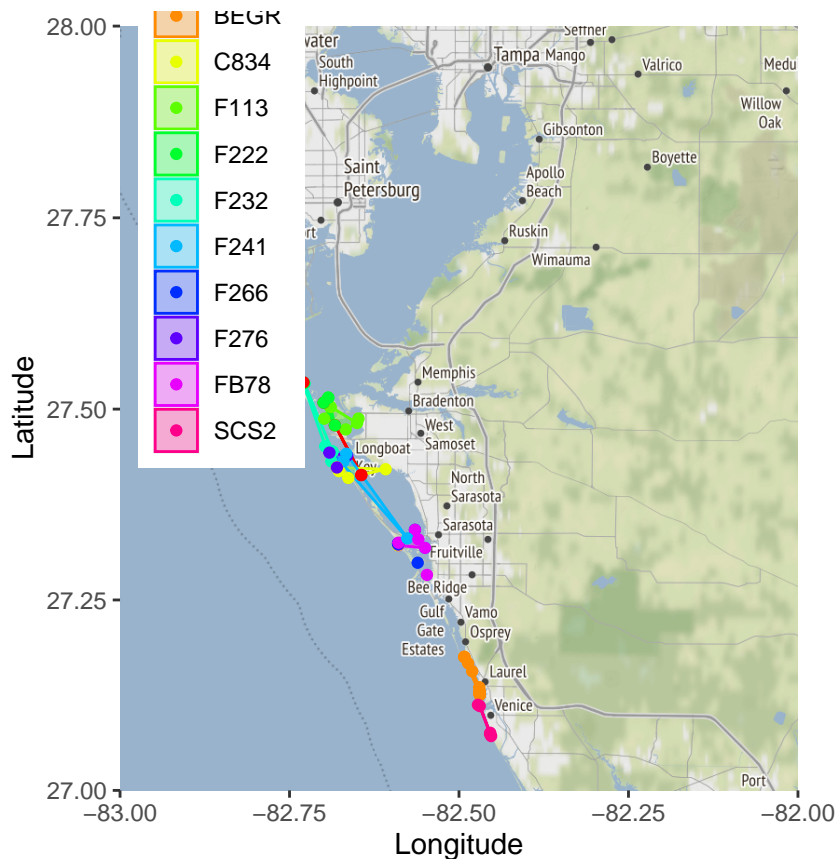 BEGR
C834
F113
F222
F232
F241
F266
F276
FB78
SCS2
28.00
27.75
27.50
27.25
27.00
Latitude
−83.00
−82.75
−82.50
−82.25
−82.00
Longitude
vater
South
Highpoint
Tampa
Mango
Seffner
Valrico
Medu
Willow
Oak
Gibsonton
Boyette
Saint
Petersburg
Apollo
Beach
Ruskin
Wimauma
rt
Memphis
Bradenton
West
Samoset
Longboat
Key
North
Sarasota
Sarasota
Fruitville
Bee Ridge
Gulf
Gate
Estates
Vamo
Osprey
Laurel
Venice
Port